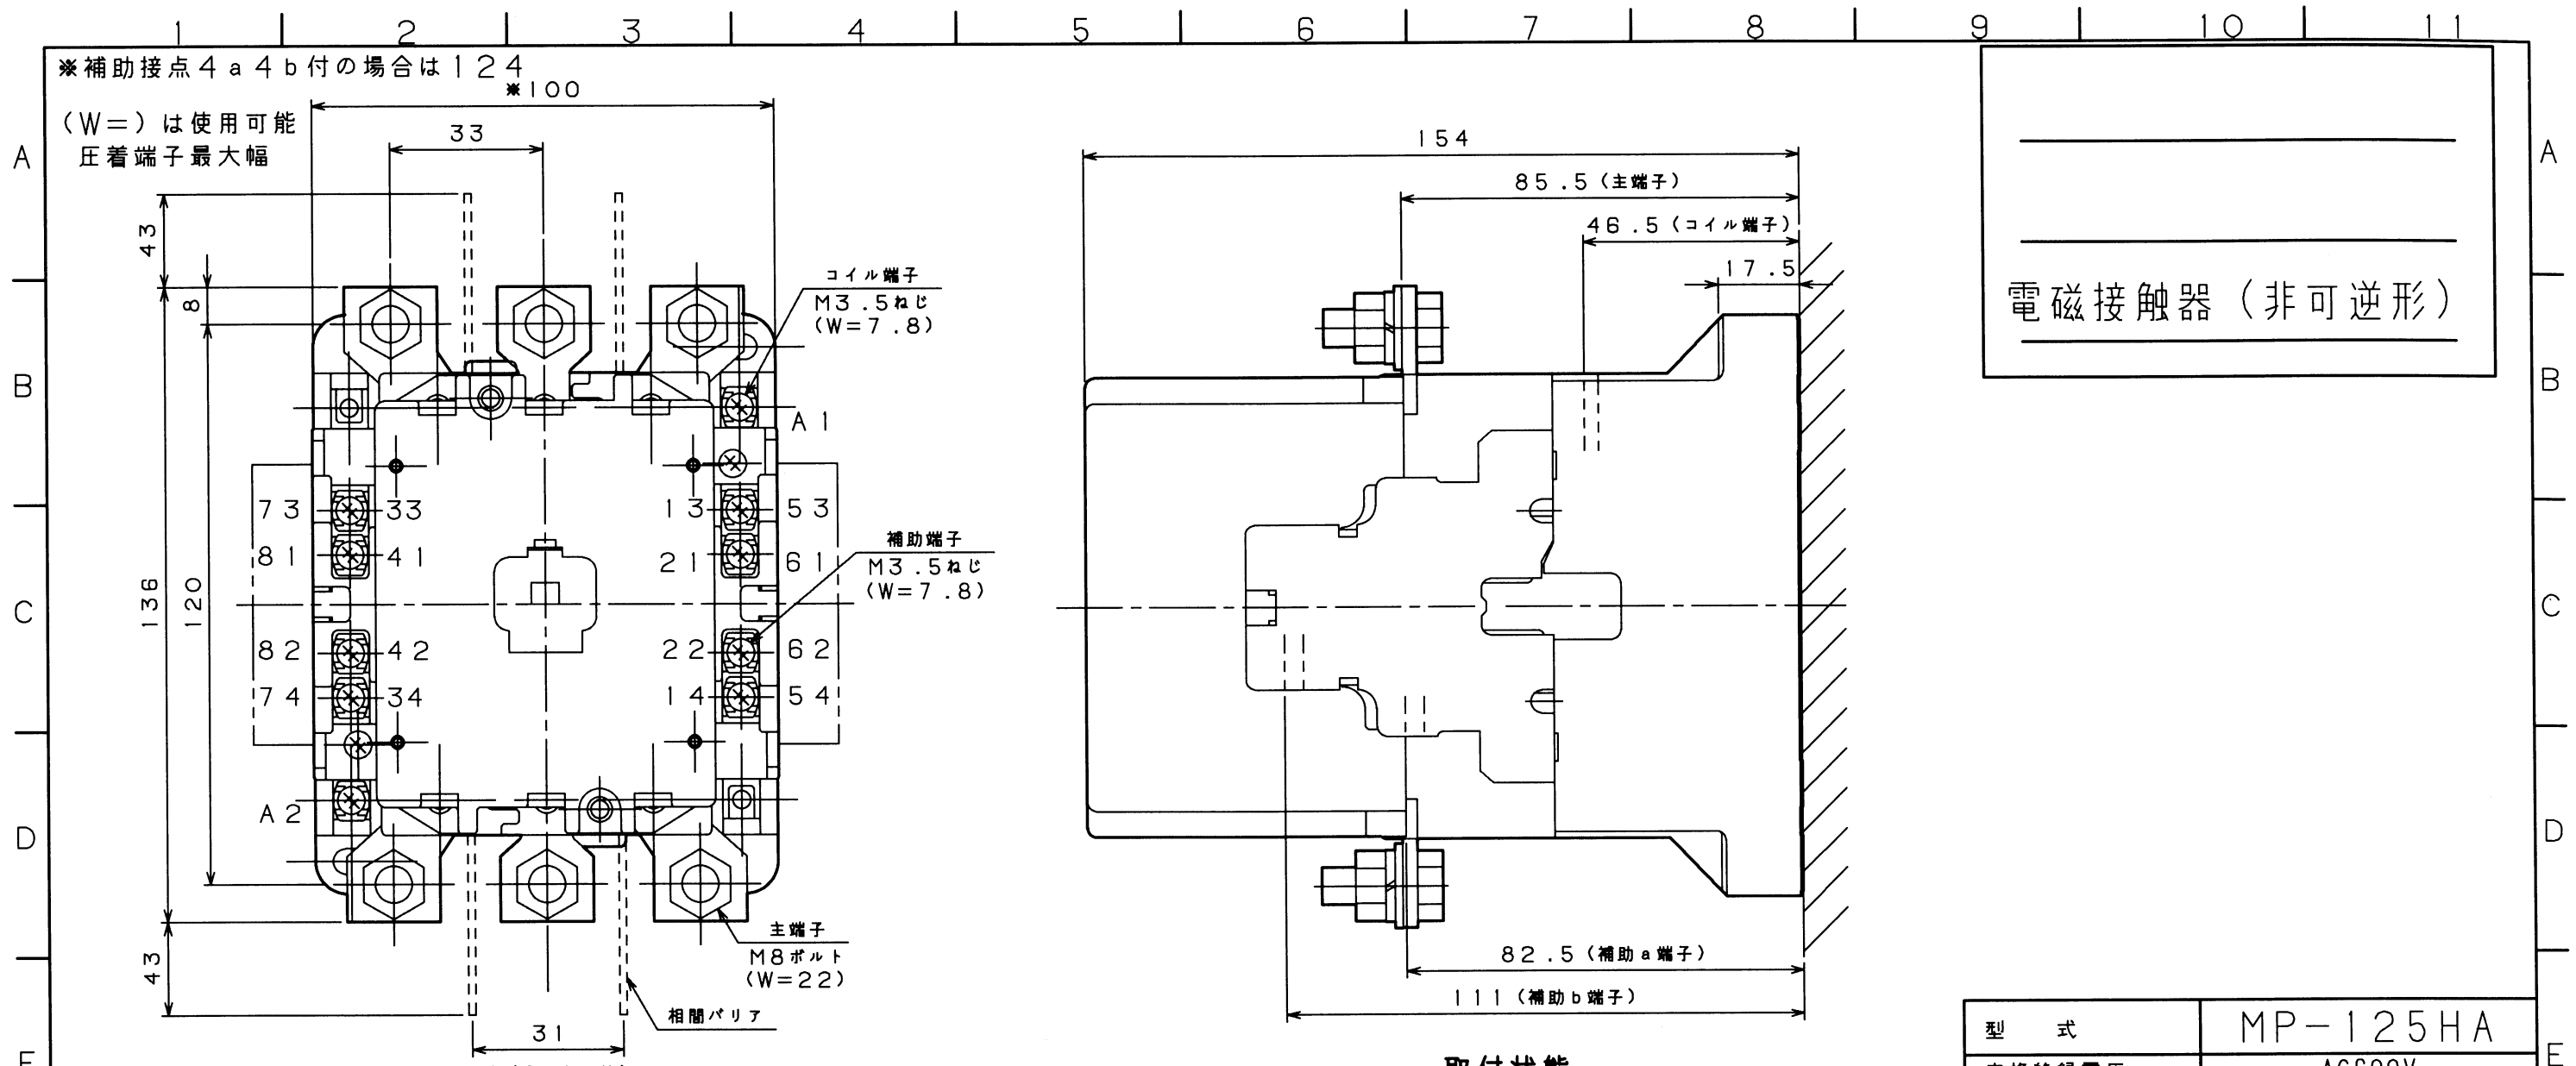 1 2 3 4 5 6 7 8 9 10 11
※補助接点4a4b付の場合は124
※100
(W=)は使用可能
圧着端子最大幅
33
154
85.5(主端子)
46.5(コイル端子)
17.5
A
A
43
8
コイル端子
M3.5ねじ
(W=7.8)
電磁接触器(非可逆形)
B
B
A1
73 33 13 53
81 41 21 61
補助端子
M3.5ねじ
(W=7.8)
136
120
C
C
82 42 22 62
74 34 14 54
A2
D
D
主端子
M8ボルト
(W=22)
43
相間バリア
31
82.5(補助a端子)
111(補助b端子)
取付状態
型式 MP-125HA
E
E